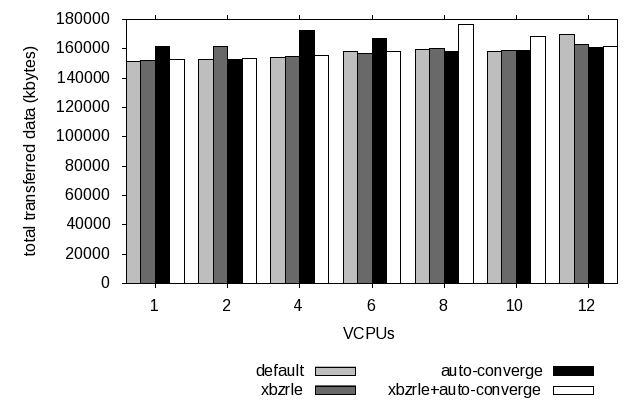 180000
160000
140000
120000
100000
80000
60000
40000
20000
0
total transferred data (kbytes)
1 2 4 6 8 10 12
VCPUs
default auto-converge
xbzrle xbzrle+auto-converge